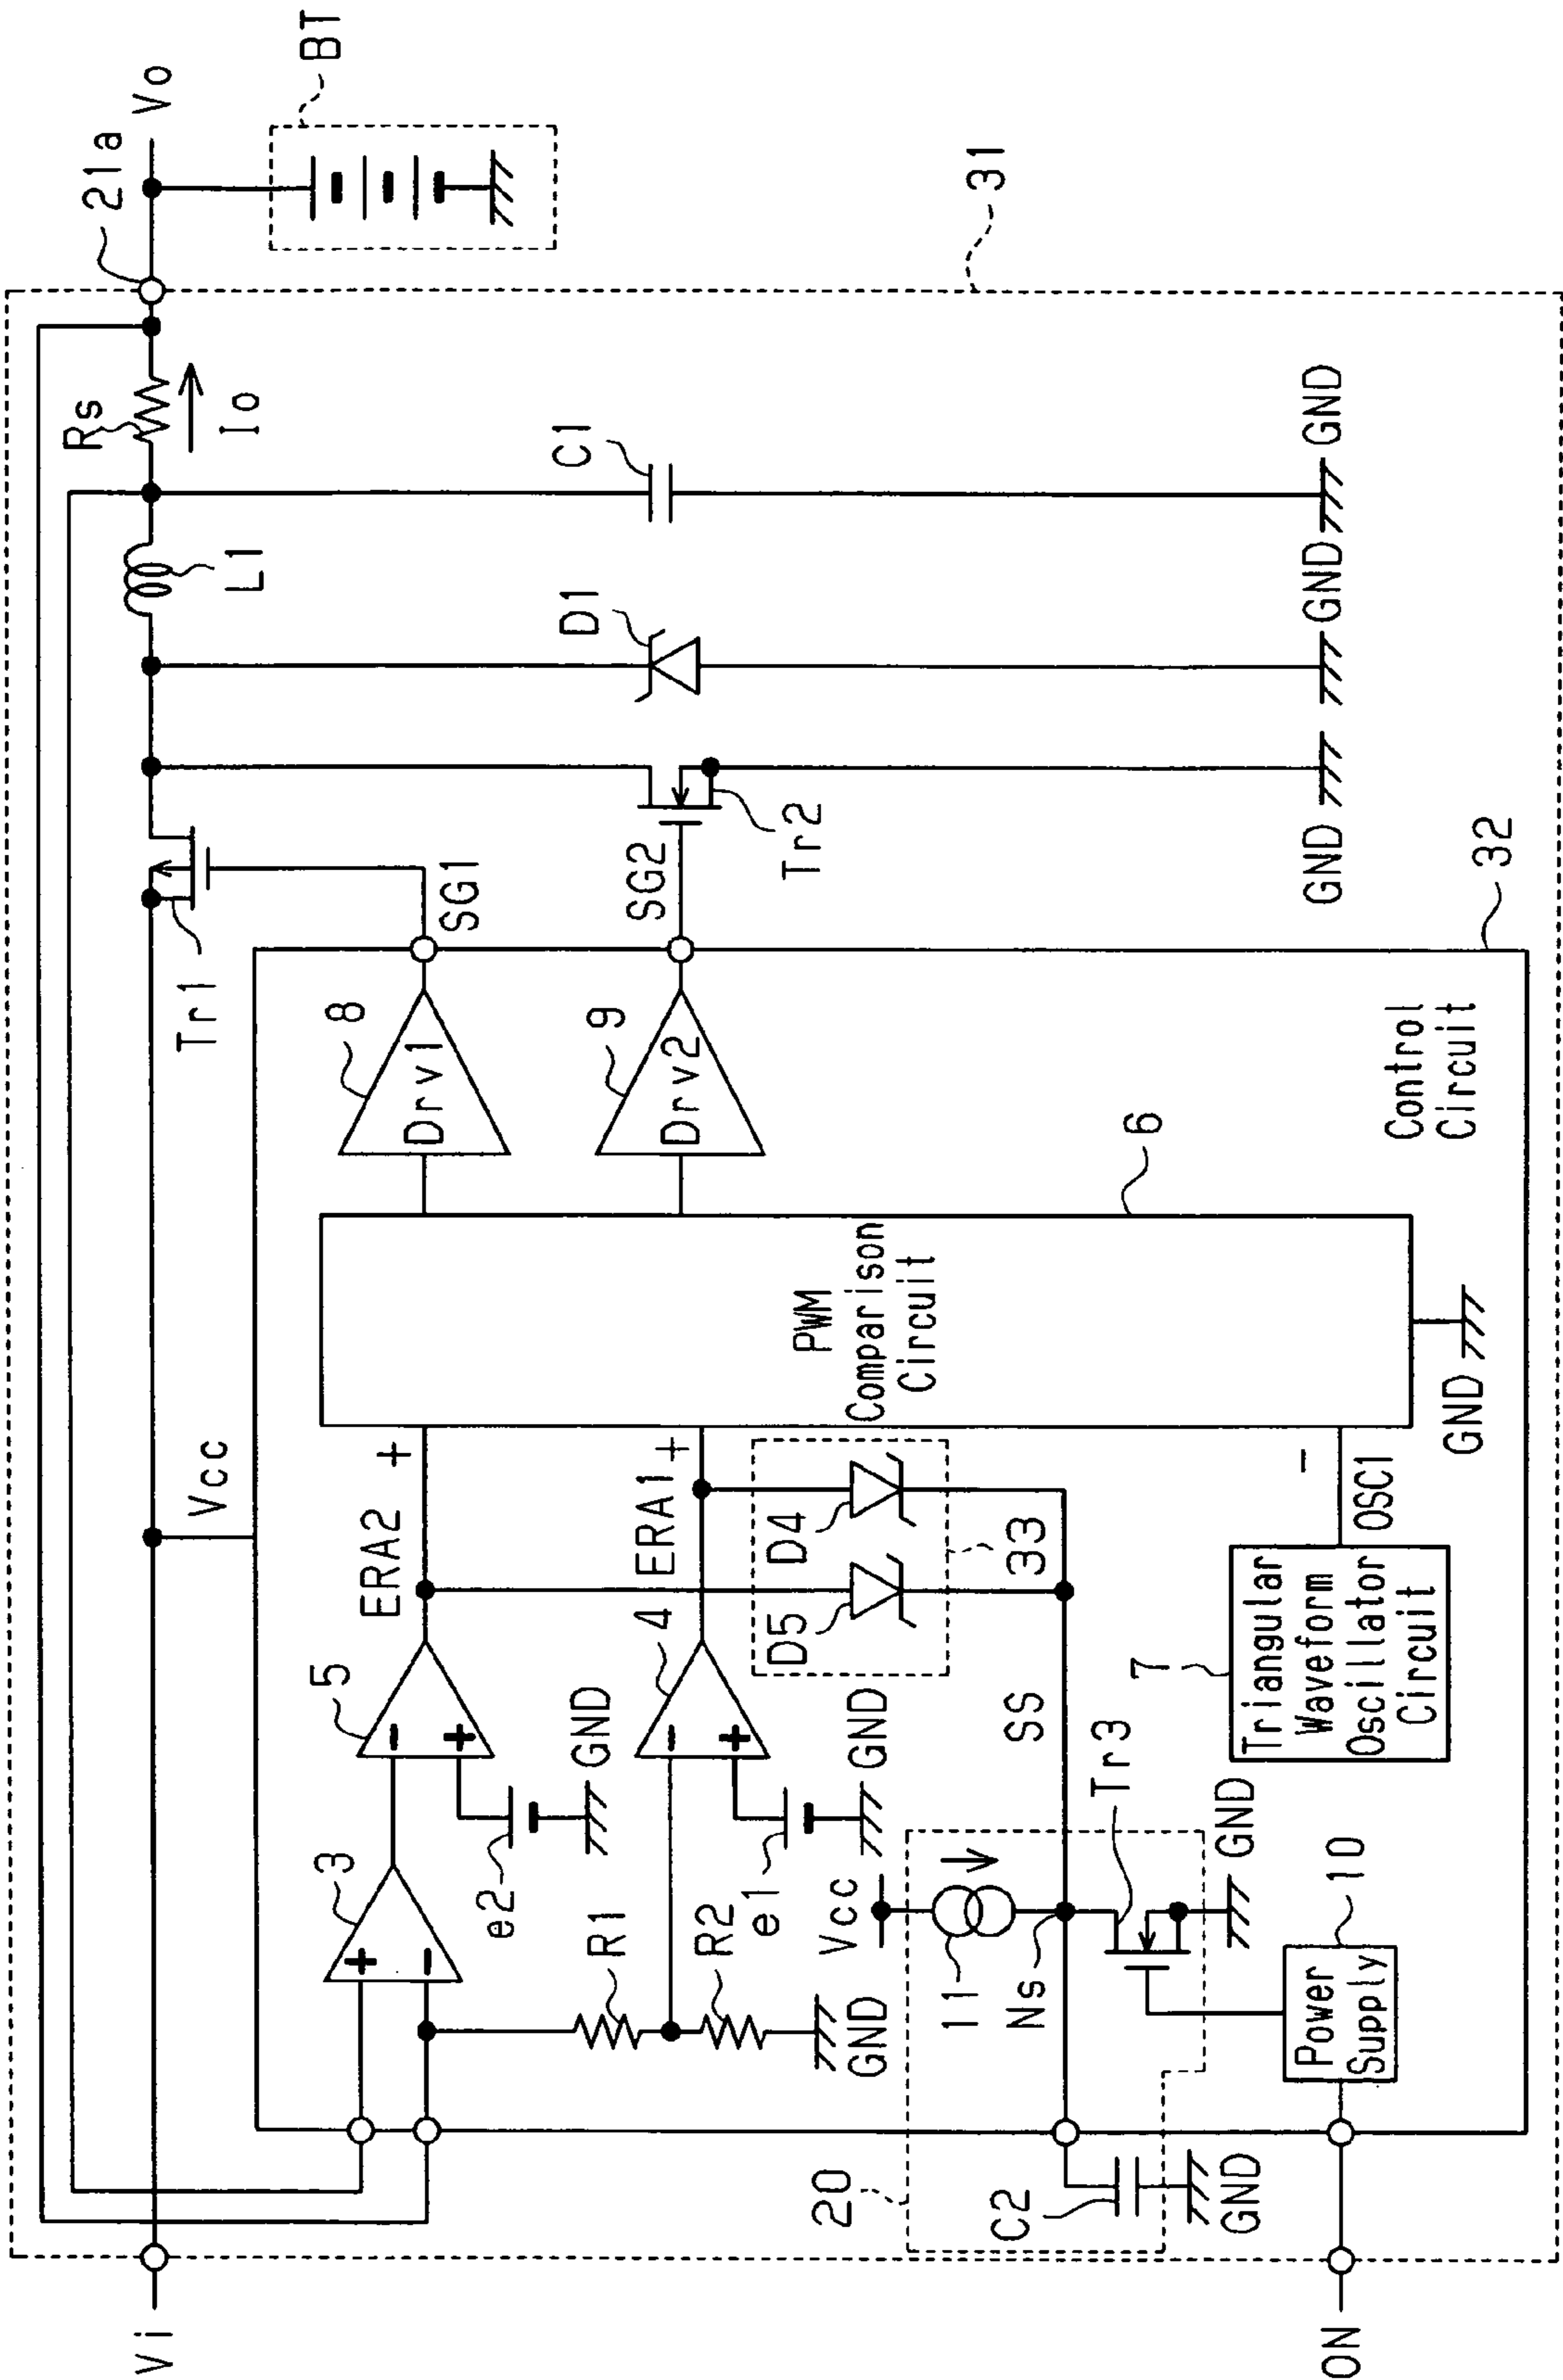 Vi
Vcc
Tr1
L1
Rs
Io
21a
Vo
BT
31
ERA2
+
5
−
+
e2
GND
3
+
−
R1
R2
GND
ERA1
+
4
−
+
e1
GND
D5
D4
33
SS
PWM
Comparison
Circuit
6
GND
8
Drv1
SG1
9
Drv2
SG2
Tr2
GND
D1
GND
C1
GND
20
Vcc
11
Ns
Tr3
GND
C2
GND
10
Power
Supply
7
Triangular
Waveform
Oscillator
Circuit
OSC1
−
Control
Circuit
32
ON